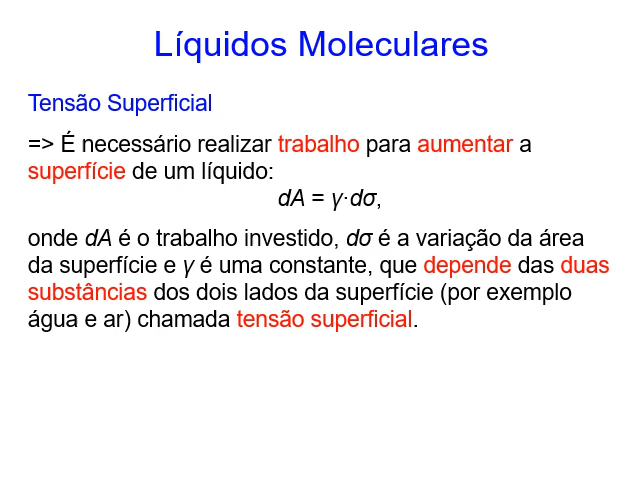 Líquidos Moleculares
Tensão Superficial
=> É necessário realizar trabalho para aumentar a
superfície de um líquido:
dA = γ·dσ,
onde dA é o trabalho investido, dσ é a variação da área
da superfície e γ é uma constante, que depende das duas
substâncias dos dois lados da superfície (por exemplo
água e ar) chamada tensão superficial.